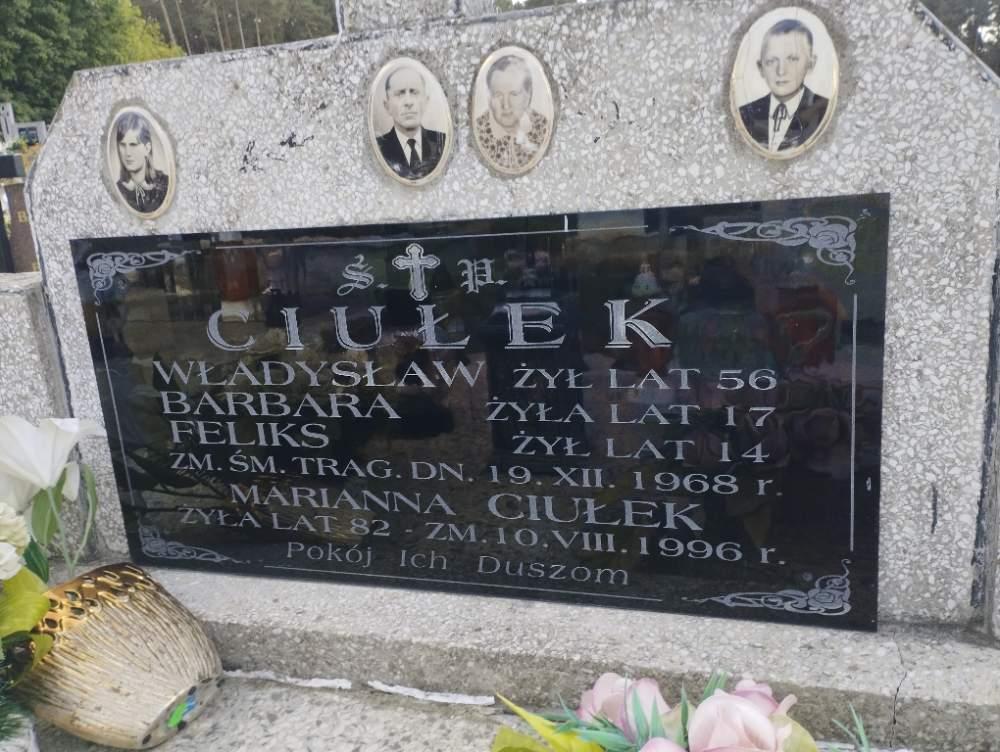 Ś. P.
CIUŁEK
WŁADYSŁAW ŻYŁ LAT 56
BARBARA ŻYŁA LAT 17
FELIKS ŻYŁ LAT 14
ZM. ŚM. TRAG. DN. 19. XII. 1968 r.
MARIANNA CIUŁEK
ŻYŁA LAT 82 - ZM. 10. VIII. 1996 r.
Pokój Ich Duszom